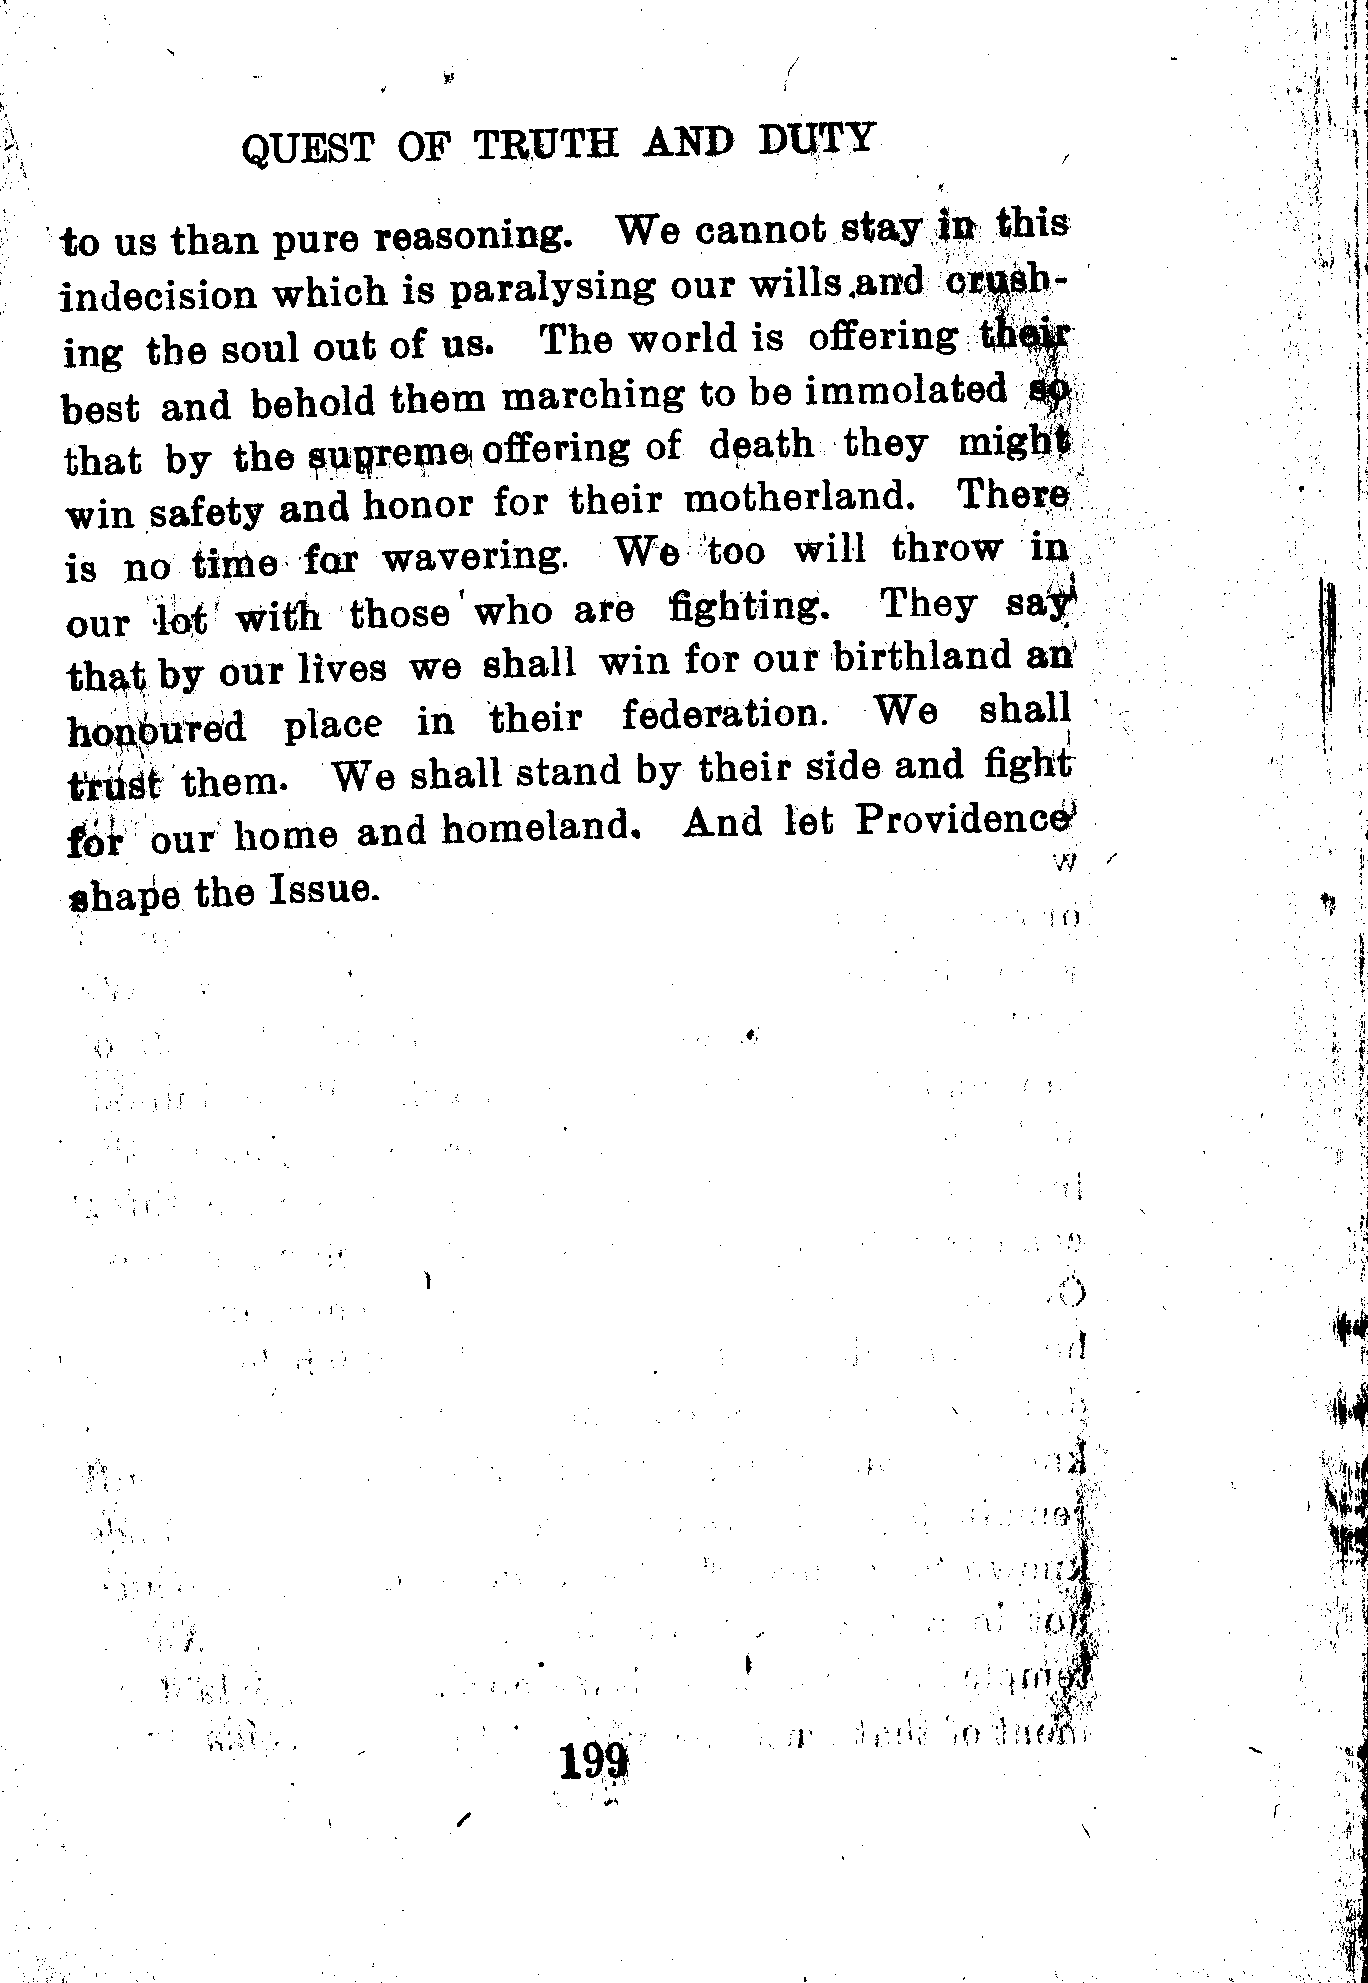 QUEST OF TRUTH AND DUTY
to us than pure reasoning. We cannot stay in this
indecision which is paralysing our wills and crush-
ing the soul out of us. The world is offering their
best and behold them marching to be immolated so
that by the supreme offering of death they might
win safety and honor for their motherland. There
is no time for wavering. We too will throw in
our lot with those who are fighting. They say
that by our lives we shall win for our birthland an
honoured place in their federation. We shall
trust them. We shall stand by their side and fight
for our home and homeland. And let Providence
shape the Issue.
199